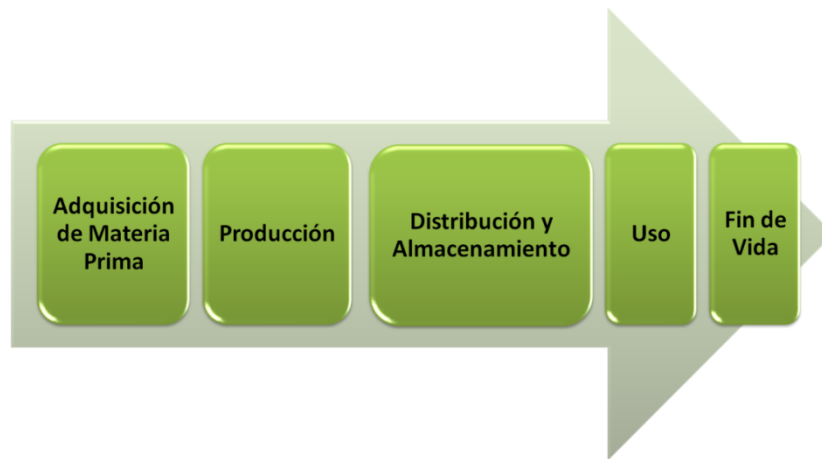 Adquisición
de Materia
Prima
Producción
Distribución y
Almacenamiento
Uso
Fin de
Vida